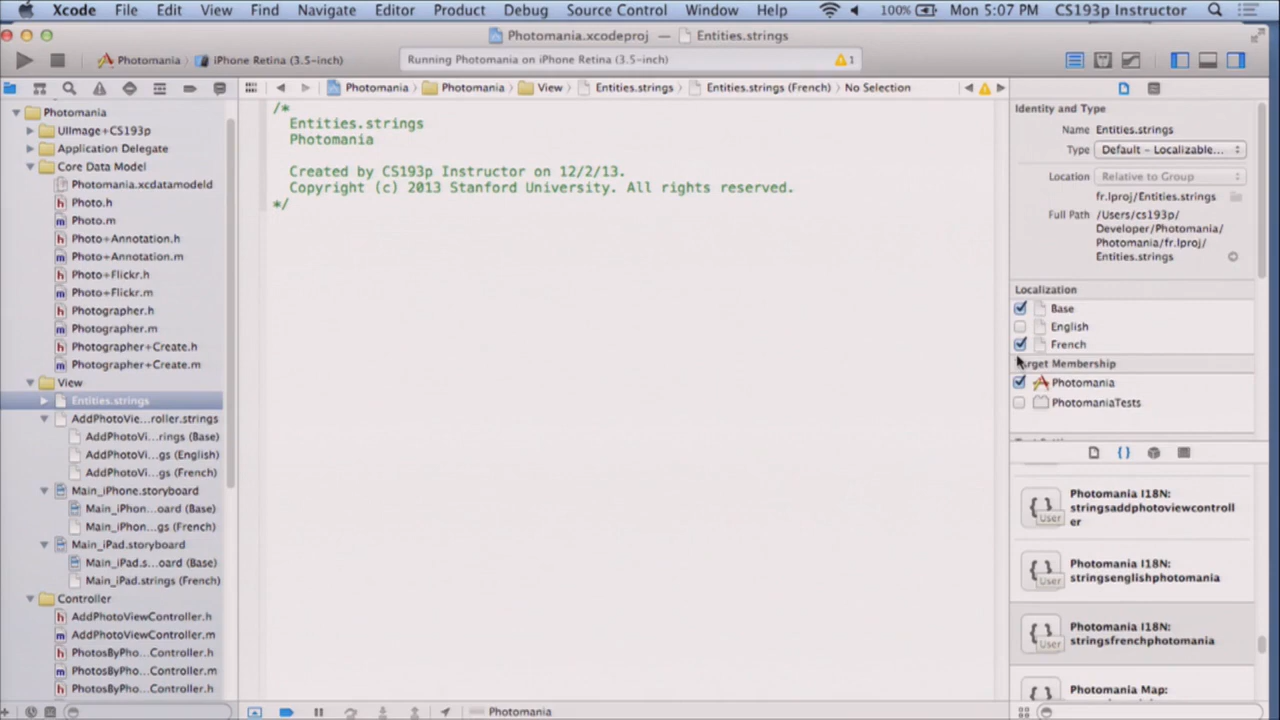 Xcode File Edit View Find Navigate Editor Product Debug Source Control Window Help 100% Mon 5:07 PM CS193p Instructor
Photomania.xcodeproj — Entities.strings
Photomania iPhone Retina (3.5-inch) Running Photomania on iPhone Retina (3.5-inch) 1
Photomania Photomania View Entities.strings Entities.strings (French) No Selection
Photomania
UIImage+CS193p
Application Delegate
Core Data Model
Photomania.xcdatamodeld
Photo.h
Photo.m
Photo+Annotation.h
Photo+Annotation.m
Photo+Flickr.h
Photo+Flickr.m
Photographer.h
Photographer.m
Photographer+Create.h
Photographer+Create.m
View
Entities.strings
AddPhotoVie...roller.strings
AddPhotoVi...rings (Base)
AddPhotoVi...gs (English)
AddPhotoVi...gs (French)
Main_iPhone.storyboard
Main_iPhon...oard (Base)
Main_iPhon...gs (French)
Main_iPad.storyboard
Main_iPad.s...oard (Base)
Main_iPad.strings (French)
Controller
AddPhotoViewController.h
AddPhotoViewController.m
PhotosByPho...Controller.h
PhotosByPho...Controller.m
PhotosByPho...Controller.h
/*
Entities.strings
Photomania
Created by CS193p Instructor on 12/2/13.
Copyright (c) 2013 Stanford University. All rights reserved.
*/
Identity and Type
Name Entities.strings
Type Default - Localizable...
Location Relative to Group
fr.lproj/Entities.strings
Full Path /Users/cs193p/
Developer/Photomania/
Photomania/fr.lproj/
Entities.strings
Localization
Base
English
French
Target Membership
Photomania
PhotomaniaTests
{ } 
Photomania I18N:
stringsaddphotoviewcontroll
er
User
Photomania I18N:
stringsenglishphotomania
User
Photomania I18N:
stringsfrenchphotomania
User
Photomania Map:
Photomania